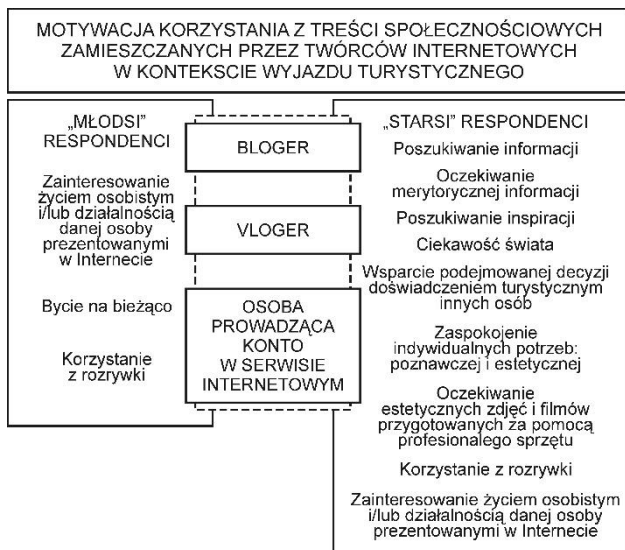 MOTYWACJA KORZYSTANIA Z TREŚCI SPOŁECZNOŚCIOWYCH
ZAMIESZCZANYCH PRZEZ TWÓRCÓW INTERNETOWYCH
W KONTEKSCIE WYJAZDU TURYSTYCZNEGO
„MŁODSI”
RESPONDENCI
Zainteresowanie
życiem osobistym
i/lub działalnością
danej osoby
prezentowanymi
w Internecie
Bycie na bieżąco
Korzystanie
z rozrywki
BLOGER
VLOGER
OSOBA
PROWADZĄCA
KONTO
W SERWISIE
INTERNETOWYM
„STARSI” RESPONDENCI
Poszukiwanie informacji
Oczekiwanie
merytorycznej informacji
Poszukiwanie inspiracji
Ciekawość świata
Wsparcie podejmowanej decyzji
doświadczeniem turystycznym
innych osób
Zaspokojenie
indywidualnych potrzeb:
poznawczej i estetycznej
Oczekiwanie
estetycznych zdjęć i filmów
przygotowanych za pomocą
profesionalego sprzętu
Korzystanie z rozrywki
Zainteresowanie życiem osobistym
i/lub działalnością danej osoby
prezentowanymi w Internecie